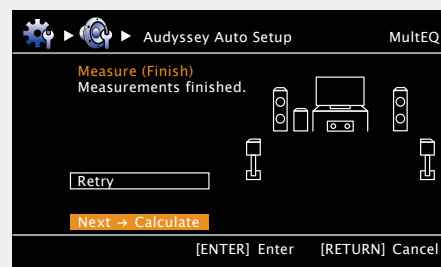 Audyssey Auto Setup MultEQ
Measure (Finish)
Measurements finished.
Retry
Next → Calculate
[ENTER] Enter [RETURN] Cancel